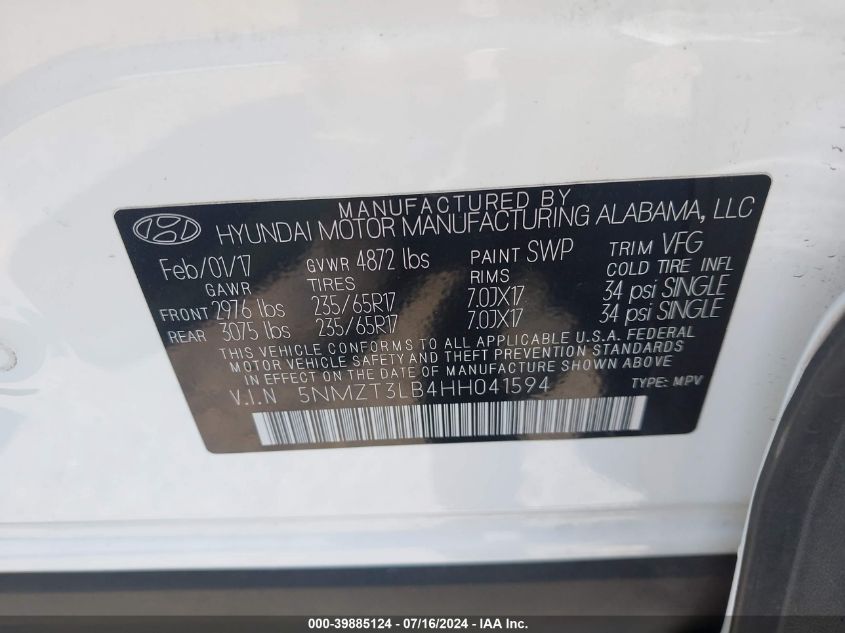 MANUFACTURED BY
HYUNDAI MOTOR MANUFACTURING ALABAMA, LLC
Feb/01/17 GVWR 4872 lbs PAINT SWP TRIM VFG
GAWR TIRES RIMS COLD TIRE INFL
FRONT 2976 lbs 235/65R17 7.0JX17 34 psi SINGLE
REAR 3075 lbs 235/65R17 7.0JX17 34 psi SINGLE
THIS VEHICLE CONFORMS TO ALL APPLICABLE U.S.A. FEDERAL
MOTOR VEHICLE SAFETY AND THEFT PREVENTION STANDARDS
IN EFFECT ON THE DATE OF MANUFACTURE SHOWN ABOVE
V.I.N 5NMZT3LB4HH041594 TYPE: MPV
000-39885124 - 07/16/2024 - IAA Inc.